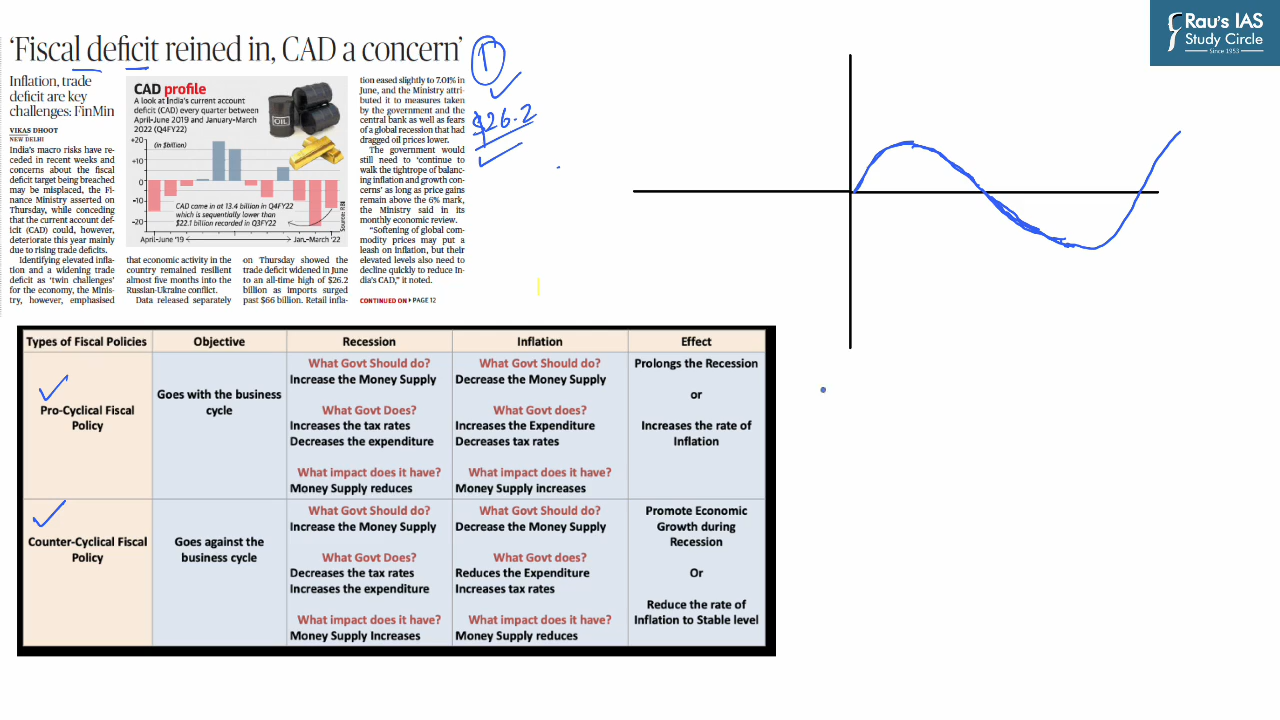 Rau's IAS
Study Circle
Since 1953
‘Fiscal deficit reined in, CAD a concern’
Inflation, trade
deficit are key
challenges: FinMin
VIKAS DHOOT
NEW DELHI
India's macro risks have re-
ceded in recent weeks and
concerns about the fiscal
deficit target being breached
may be misplaced, the Fi-
nance Ministry asserted on
Thursday, while conceding
that the current account def-
icit (CAD) could, however,
deteriorate this year mainly
due to rising trade deficits.
Identifying elevated infla-
tion and a widening trade
deficit as ‘twin challenges’
for the economy, the Minis-
try, however, emphasised
CAD profile
A look at India's current account
deficit (CAD) every quarter between
April-June 2019 and January-March
2022 (Q4FY22)
OIL
(In $billion)
+20
+10
0
-10
-20
CAD came in at 13.4 billion in Q4FY22
which is sequentially lower than
$22.1 billion recorded in Q3FY22
Source: RBI
April-June '19
Jan.-March '22
that economic activity in the
country remained resilient
almost five months into the
Russian-Ukraine conflict.
Data released separately
on Thursday showed the
trade deficit widened in June
to an all-time high of $26.2
billion as imports surged
past $66 billion. Retail infla-
tion eased slightly to 7.01% in
June, and the Ministry attri-
buted it to measures taken
by the government and the
central bank as well as fears
of a global recession that had
dragged oil prices lower.
The government would
still need to ‘continue to
walk the tightrope of balanc-
ing inflation and growth con-
cerns’ as long as price gains
remain above the 6% mark,
the Ministry said in its
monthly economic review.
“Softening of global com-
modity prices may put a
leash on inflation, but their
elevated levels also need to
decline quickly to reduce In-
dia's CAD,” it noted.
CONTINUED ON ▸ PAGE 12
1
$26.2
Types of Fiscal Policies Objective Recession Inflation Effect
Pro-Cyclical Fiscal
Policy
Goes with the business
cycle
What Govt Should do?
Increase the Money Supply
What Govt Does?
Increases the tax rates
Decreases the expenditure
What impact does it have?
Money Supply reduces
What Govt Should do?
Decrease the Money Supply
What Govt does?
Increases the Expenditure
Decreases tax rates
What impact does it have?
Money Supply increases
Prolongs the Recession
or
Increases the rate of
Inflation
Counter-Cyclical Fiscal
Policy
Goes against the
business cycle
What Govt Should do?
Increase the Money Supply
What Govt Does?
Decreases the tax rates
Increases the expenditure
What impact does it have?
Money Supply Increases
What Govt Should do?
Decrease the Money Supply
What Govt does?
Reduces the Expenditure
Increases tax rates
What impact does it have?
Money Supply reduces
Promote Economic
Growth during
Recession
Or
Reduce the rate of
Inflation to Stable level